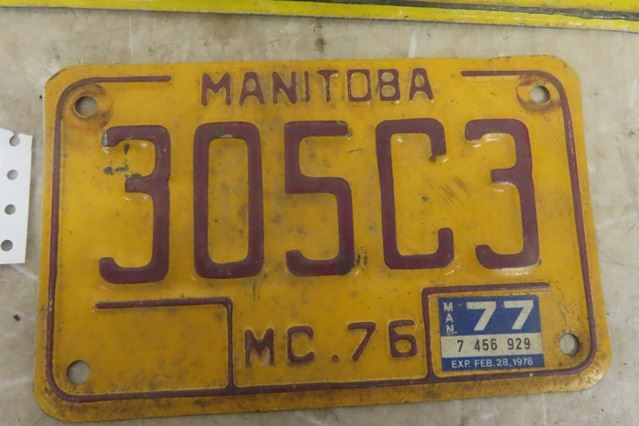 MANITOBA
305C3
MC.76
MAN. 77
7 456 929
EXP. FEB. 28, 1978